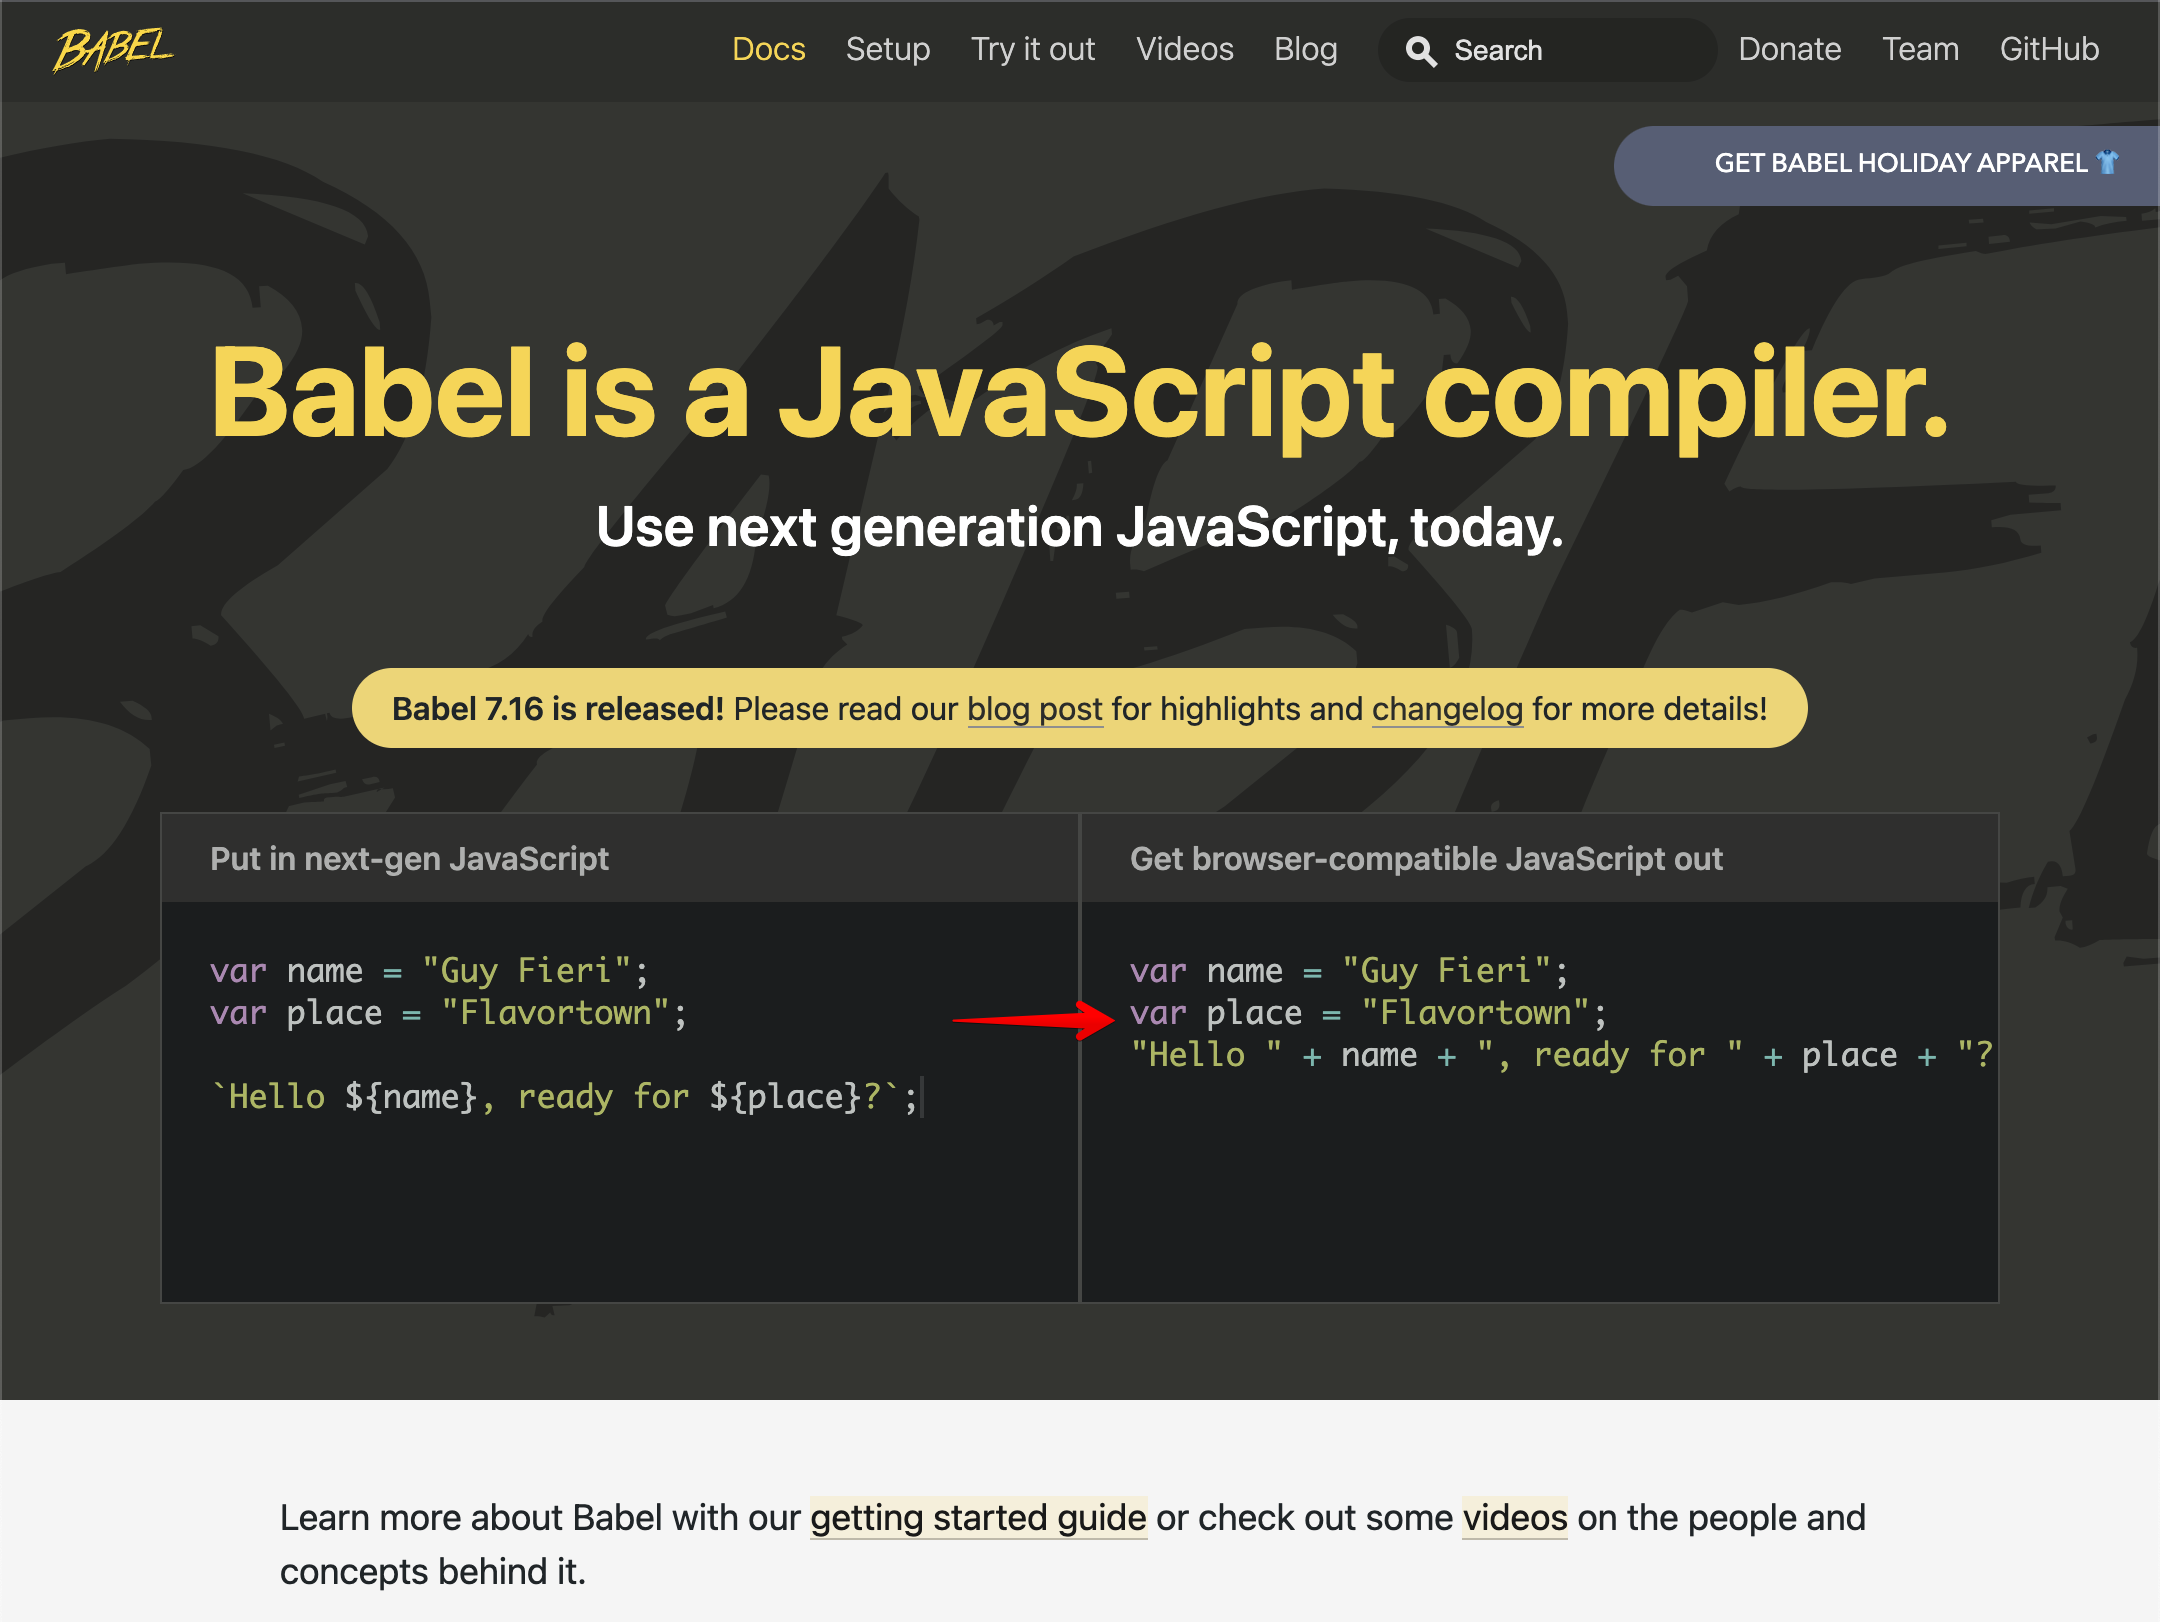 BABEL
Docs Setup Try it out Videos Blog Search Donate Team GitHub
GET BABEL HOLIDAY APPAREL
Babel is a JavaScript compiler.
Use next generation JavaScript, today.
Babel 7.16 is released! Please read our blog post for highlights and changelog for more details!
Put in next-gen JavaScript
var name = "Guy Fieri";
var place = "Flavortown";
`Hello ${name}, ready for ${place}?`;
Get browser-compatible JavaScript out
var name = "Guy Fieri";
var place = "Flavortown";
"Hello " + name + ", ready for " + place + "?
Learn more about Babel with our getting started guide or check out some videos on the people and
concepts behind it.